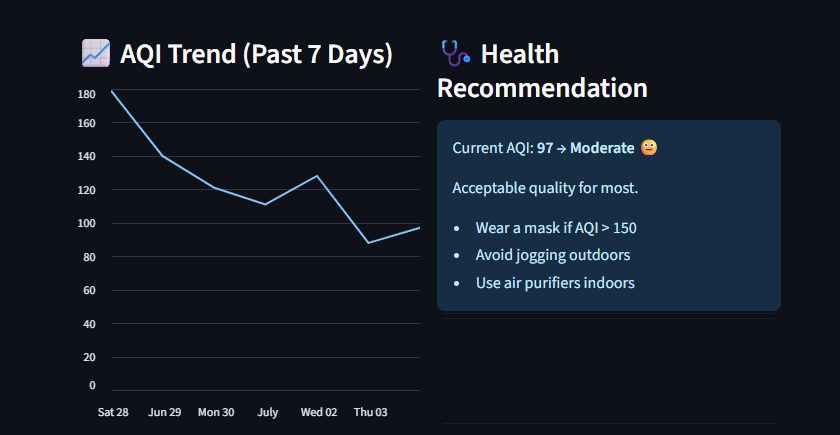 AQI Trend (Past 7 Days)
180
160
140
120
100
80
60
40
20
0
Sat 28 Jun 29 Mon 30 July Wed 02 Thu 03
Health
Recommendation
Current AQI: 97 → Moderate
Acceptable quality for most.
• Wear a mask if AQI > 150
• Avoid jogging outdoors
• Use air purifiers indoors